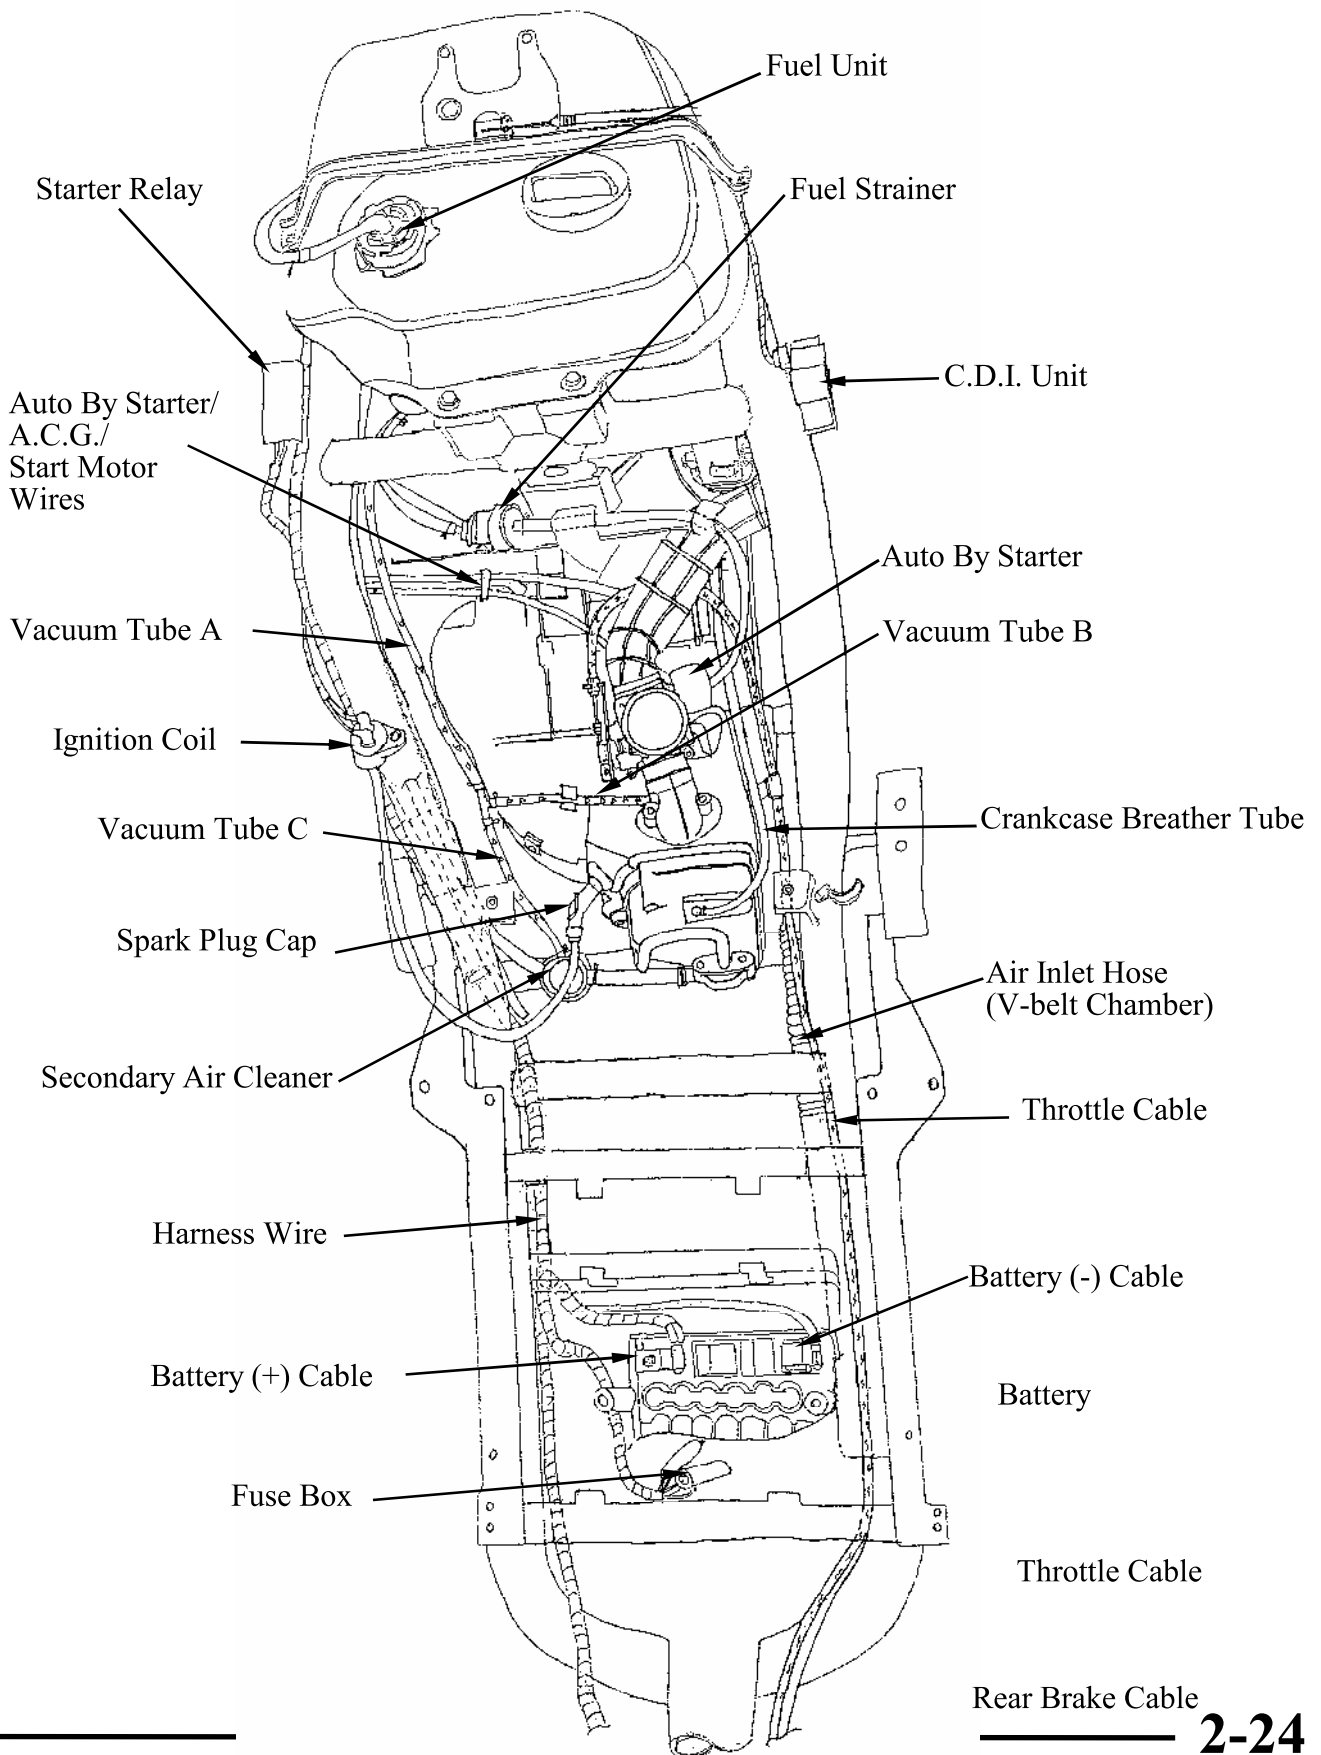 Fuel Unit
Starter Relay
Fuel Strainer
C.D.I. Unit
Auto By Starter/
A.C.G./
Start Motor
Wires
Auto By Starter
Vacuum Tube A
Vacuum Tube B
Ignition Coil
Vacuum Tube C
Crankcase Breather Tube
Spark Plug Cap
Air Inlet Hose
(V-belt Chamber)
Secondary Air Cleaner
Throttle Cable
Harness Wire
Battery (-) Cable
Battery (+) Cable
Battery
Fuse Box
Throttle Cable
Rear Brake Cable
2-24